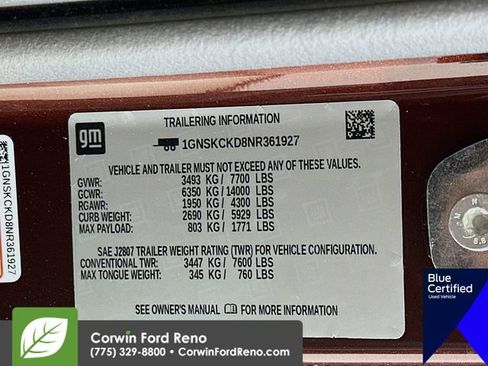 TRAILERING INFORMATION
gm
1GNSKCKD8NR361927
VEHICLE AND TRAILER MUST NOT EXCEED ANY OF THESE VALUES.
GVWR: 3493 KG / 7700 LBS
GCWR: 6350 KG / 14000 LBS
RGAWR: 1950 KG / 4300 LBS
CURB WEIGHT: 2690 KG / 5929 LBS
MAX PAYLOAD: 803 KG / 1771 LBS
SAE J2807 TRAILER WEIGHT RATING (TWR) FOR VEHICLE CONFIGURATION.
CONVENTIONAL TWR: 3447 KG / 7600 LBS
MAX TONGUE WEIGHT: 345 KG / 760 LBS
SEE OWNER'S MANUAL FOR MORE INFORMATION
1GNSKCKD8NR361927
Blue
Certified
Used Vehicle
Corwin Ford Reno
(775) 329-8800 • CorwinFordReno.com